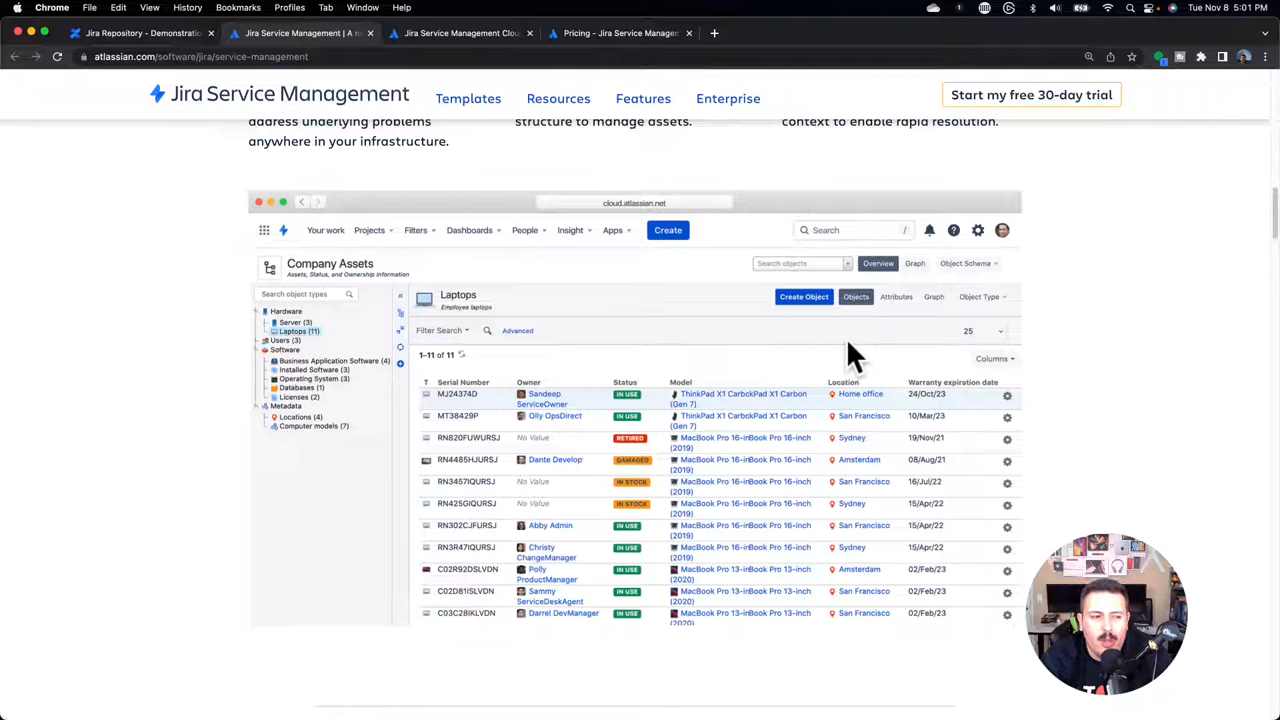 Chrome File Edit View History Bookmarks Profiles Tab Window Help Tue Nov 8 5:01 PM
Jira Repository - Demonstratio Jira Service Management | A n Jira Service Management Clou Pricing - Jira Service Managem
atlassian.com/software/jira/service-management
Jira Service Management Templates Resources Features Enterprise Start my free 30-day trial
address underlying problems structure to manage assets. context to enable rapid resolution.
anywhere in your infrastructure.
cloud.atlassian.net
Your work Projects Filters Dashboards People Insight Apps Create Search /
Company Assets Search objects Overview Graph Object Schema
Assets, Status, and Ownership Information
Search object types
Hardware
Server (3)
Laptops (11)
Users (3)
Software
Business Application Software (4)
Installed Software (3)
Operating System (3)
Databases (1)
Licenses (2)
Metadata
Locations (4)
Computer models (7)
Laptops Create Object Objects Attributes Graph Object Type
Employee laptops
Filter Search Advanced 25
1–11 of 11 Columns
T Serial Number Owner Status Model Location Warranty expiration date
MJ24374D Sandeep IN USE ThinkPad X1 CarbckPad X1 Carbon Home office 24/Oct/23
ServiceOwner (Gen 7)
MT38429P Olly OpsDirect IN USE ThinkPad X1 CarbckPad X1 Carbon San Francisco 10/Mar/23
(Gen 7)
RN820FUWURSJ No Value RETIRED MacBook Pro 16-inBook Pro 16-inch Sydney 19/Nov/21
(2019)
RN4485HJURSJ Dante Develop DAMAGED MacBook Pro 16-inBook Pro 16-inch Amsterdam 08/Aug/21
(2019)
RN3457IQURSJ No Value IN STOCK MacBook Pro 16-inBook Pro 16-inch San Francisco 16/Jul/22
(2019)
RN425GIQURSJ No Value IN STOCK MacBook Pro 16-inBook Pro 16-inch Sydney 15/Apr/22
(2019)
RN302CJFURSJ Abby Admin IN USE MacBook Pro 16-inBook Pro 16-inch San Francisco 15/Apr/22
(2019)
RN3R47IQURSJ Christy IN USE MacBook Pro 16-inBook Pro 16-inch Sydney 15/Apr/22
ChangeManager (2019)
C02R92DSLVDN Polly IN USE MacBook Pro 13-inBook Pro 13-inch Amsterdam 02/Feb/23
ProductManager (2020)
C02D81ISLVDN Sammy IN USE MacBook Pro 13-inBook Pro 13-inch San Francisco 02/Feb/23
ServiceDeskAgent (2020)
C03C28IKLVDN Darrel DevManager IN USE MacBook Pro 13-inBook Pro 13-inch San Francisco 02/Feb/23
(2020)